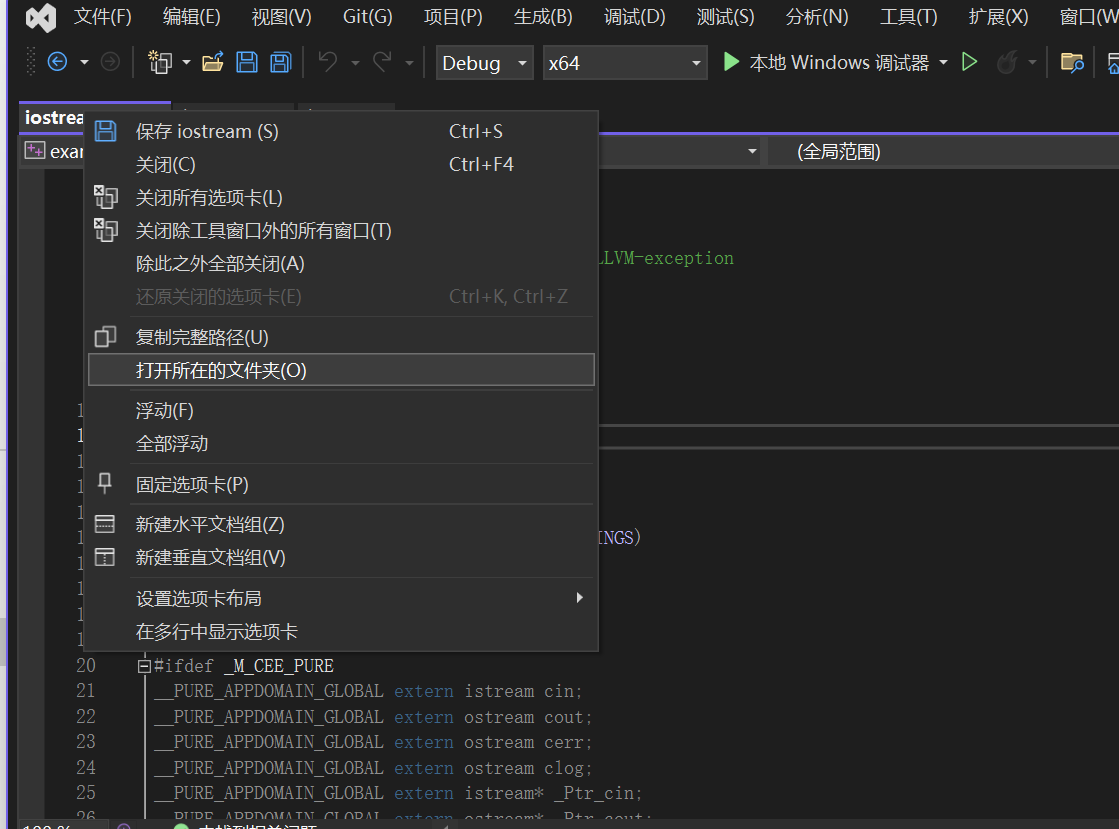 文件(F) 编辑(E) 视图(V) Git(G) 项目(P) 生成(B) 调试(D) 测试(S) 分析(N) 工具(T) 扩展(X) 窗口(W
Debug x64 本地 Windows 调试器
(全局范围)
保存 iostream (S) Ctrl+S
关闭(C) Ctrl+F4
关闭所有选项卡(L)
关闭除工具窗口外的所有窗口(T)
除此之外全部关闭(A)
LLVM-exception
还原关闭的选项卡(E) Ctrl+K, Ctrl+Z
复制完整路径(U)
打开所在的文件夹(O)
浮动(F)
全部浮动
固定选项卡(P)
新建水平文档组(Z)
INGS)
新建垂直文档组(V)
设置选项卡布局
在多行中显示选项卡
20 #ifdef _M_CEE_PURE
21 __PURE_APPDOMAIN_GLOBAL extern istream cin;
22 __PURE_APPDOMAIN_GLOBAL extern ostream cout;
23 __PURE_APPDOMAIN_GLOBAL extern ostream cerr;
24 __PURE_APPDOMAIN_GLOBAL extern ostream clog;
25 __PURE_APPDOMAIN_GLOBAL extern istream* _Ptr_cin;
26 __PURE_APPDOMAIN_GLOBAL extern ostream* _Ptr_cout;